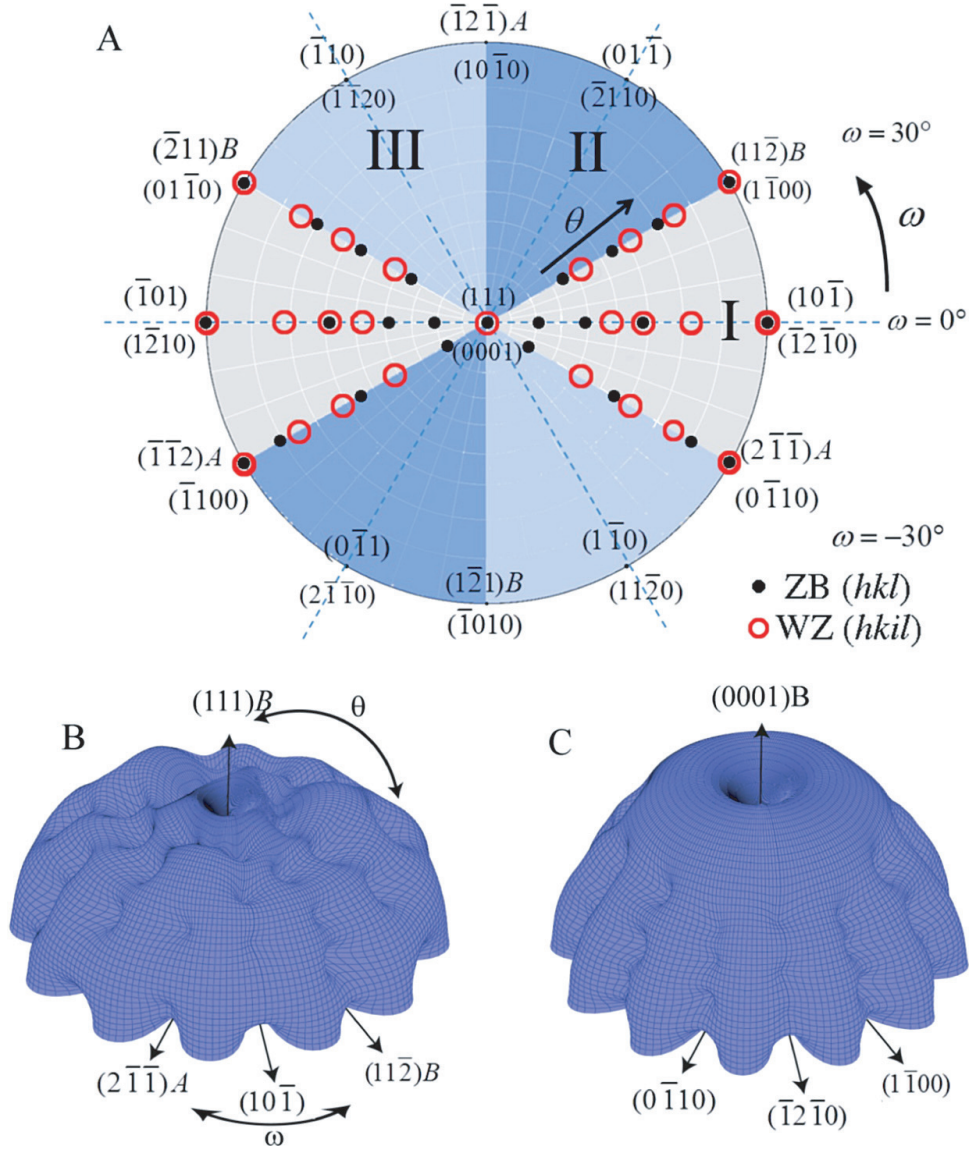 A
(1̅21̅)A
(1̅10)
(011̅)
(101̅0)
(1̅1̅20)
(2̅110)
III
II
(2̅11)B
(112̅)B
ω = 30°
(011̅0)
(11̅00)
θ
ω
(1̅01)
(111)
I
(101̅)
ω = 0°
(12̅10)
(0001)
(1̅21̅0)
(1̅1̅2)A
(21̅1̅)A
(1̅100)
(01̅10)
ω = −30°
(01̅1)
(11̅0)
(12̅1)B
(21̅1̅0)
(112̅0)
(1̅010)
ZB (hkl)
WZ (hkil)
B
(111)B
θ
(21̅1̅)A
(101̅)
(112̅)B
ω
C
(0001)B
(01̅10)
(1̅21̅0)
(11̅00)